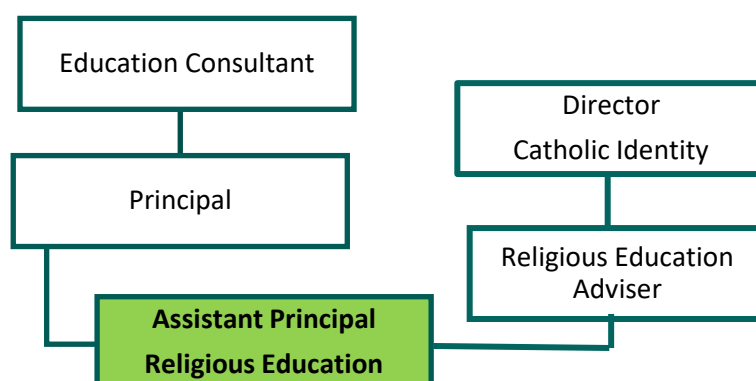 Education Consultant
Director
Catholic Identity
Principal
Religious Education
Adviser
Assistant Principal
Religious Education